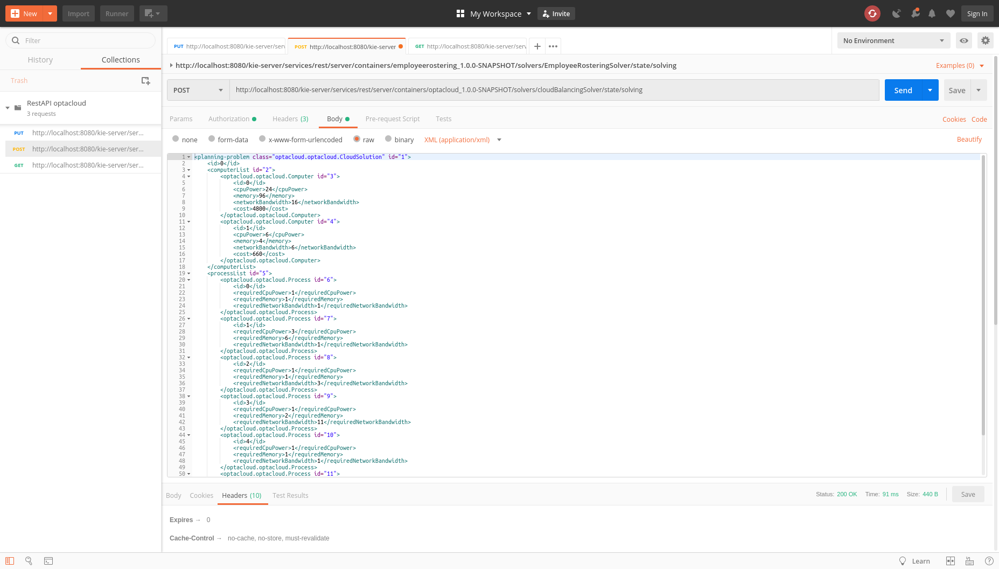 New Import Runner My Workspace Invite Sign In
Filter
History Collections
Trash
RestAPI optacloud
3 requests
PUT http://localhost:8080/kie-server/ser...
POST http://localhost:8080/kie-server/ser...
GET http://localhost:8080/kie-server/ser...
PUT http://localhost:8080/kie-server/ser POST http://localhost:8080/kie-server GET http://localhost:8080/kie-server/ser No Environment
http://localhost:8080/kie-server/services/rest/server/containers/employeerostering_1.0.0-SNAPSHOT/solvers/EmployeeRosteringSolver/state/solving Examples (0)
POST http://localhost:8080/kie-server/services/rest/server/containers/optacloud_1.0.0-SNAPSHOT/solvers/cloudBalancingSolver/state/solving Send Save
Params Authorization Headers (3) Body Pre-request Script Tests Cookies Code
none form-data x-www-form-urlencoded raw binary XML (application/xml) Beautify
1 <planning-problem class="optacloud.optacloud.CloudSolution" id="1">
2 <id>0</id>
3 <computerList id="2">
4 <optacloud.optacloud.Computer id="3">
5 <id>0</id>
6 <cpuPower>24</cpuPower>
7 <memory>96</memory>
8 <networkBandwidth>16</networkBandwidth>
9 <cost>4800</cost>
10 </optacloud.optacloud.Computer>
11 <optacloud.optacloud.Computer id="4">
12 <id>1</id>
13 <cpuPower>6</cpuPower>
14 <memory>4</memory>
15 <networkBandwidth>6</networkBandwidth>
16 <cost>660</cost>
17 </optacloud.optacloud.Computer>
18 </computerList>
19 <processList id="5">
20 <optacloud.optacloud.Process id="6">
21 <id>0</id>
22 <requiredCpuPower>1</requiredCpuPower>
23 <requiredMemory>1</requiredMemory>
24 <requiredNetworkBandwidth>1</requiredNetworkBandwidth>
25 </optacloud.optacloud.Process>
26 <optacloud.optacloud.Process id="7">
27 <id>1</id>
28 <requiredCpuPower>3</requiredCpuPower>
29 <requiredMemory>6</requiredMemory>
30 <requiredNetworkBandwidth>1</requiredNetworkBandwidth>
31 </optacloud.optacloud.Process>
32 <optacloud.optacloud.Process id="8">
33 <id>2</id>
34 <requiredCpuPower>1</requiredCpuPower>
35 <requiredMemory>1</requiredMemory>
36 <requiredNetworkBandwidth>3</requiredNetworkBandwidth>
37 </optacloud.optacloud.Process>
38 <optacloud.optacloud.Process id="9">
39 <id>3</id>
40 <requiredCpuPower>1</requiredCpuPower>
41 <requiredMemory>2</requiredMemory>
42 <requiredNetworkBandwidth>11</requiredNetworkBandwidth>
43 </optacloud.optacloud.Process>
44 <optacloud.optacloud.Process id="10">
45 <id>4</id>
46 <requiredCpuPower>1</requiredCpuPower>
47 <requiredMemory>1</requiredMemory>
48 <requiredNetworkBandwidth>1</requiredNetworkBandwidth>
49 </optacloud.optacloud.Process>
50 <optacloud.optacloud.Process id="11">
Body Cookies Headers (10) Test Results Status: 200 OK Time: 91 ms Size: 440 B Save
Expires → 0
Cache-Control → no-cache, no-store, must-revalidate
Learn